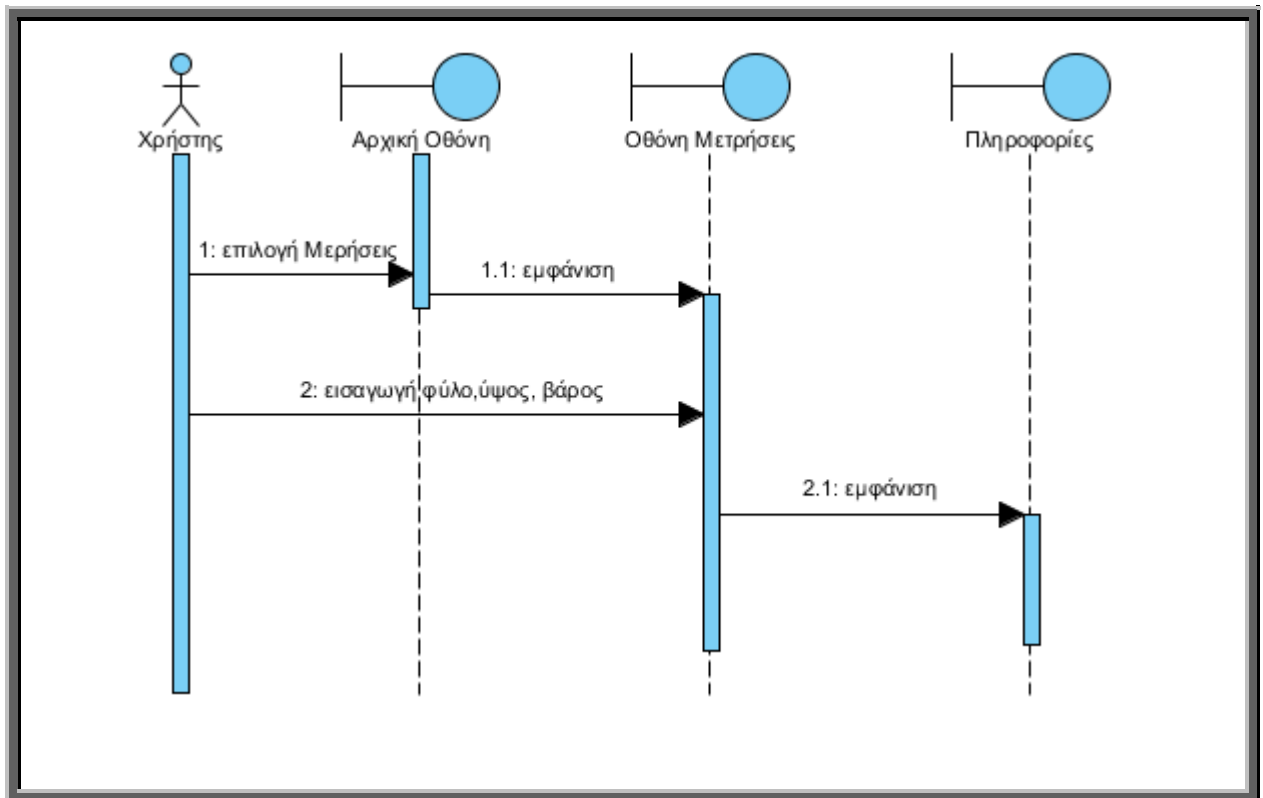 Χρήστης
Αρχική Οθόνη
Οθόνη Μετρήσεις
Πληροφορίες
1: επιλογή Μερήσεις
1.1: εμφάνιση
2: εισαγωγή φύλο,ύψος, βάρος
2.1: εμφάνιση